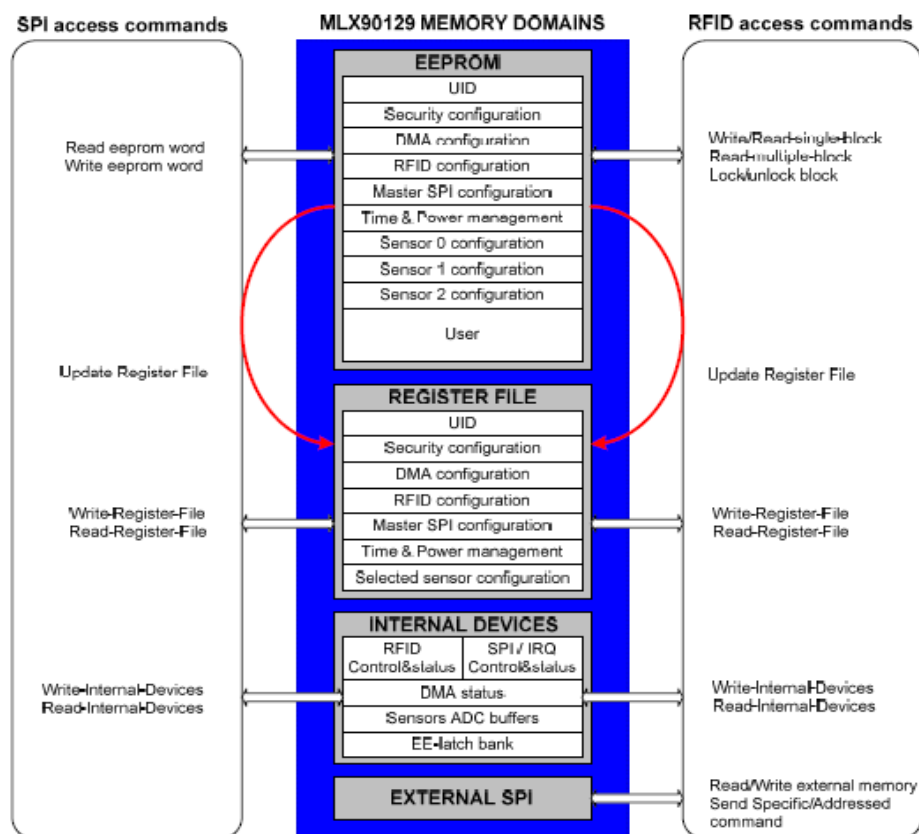 SPI access commands
MLX90129 MEMORY DOMAINS
RFID access commands
EEPROM
UID
Security configuration
DMA configuration
RFID configuration
Master SPI configuration
Time & Power management
Sensor 0 configuration
Sensor 1 configuration
Sensor 2 configuration
User
Read eeprom word
Write eeprom word
Write/Read-single-block
Read-multiple-block
Lock/unlock block
Update Register File
Update Register File
REGISTER FILE
UID
Security configuration
DMA configuration
RFID configuration
Master SPI configuration
Time & Power management
Selected sensor configuration
Write-Register-File
Read-Register-File
Write-Register-File
Read-Register-File
INTERNAL DEVICES
RFID
Control&status
SPI / IRQ
Control&status
DMA status
Sensors ADC buffers
EE-latch bank
Write-Internal-Devices
Read-Internal-Devices
Write-Internal-Devices
Read-Internal-Devices
EXTERNAL SPI
Read/Write external memory
Send Specific/Addressed
command